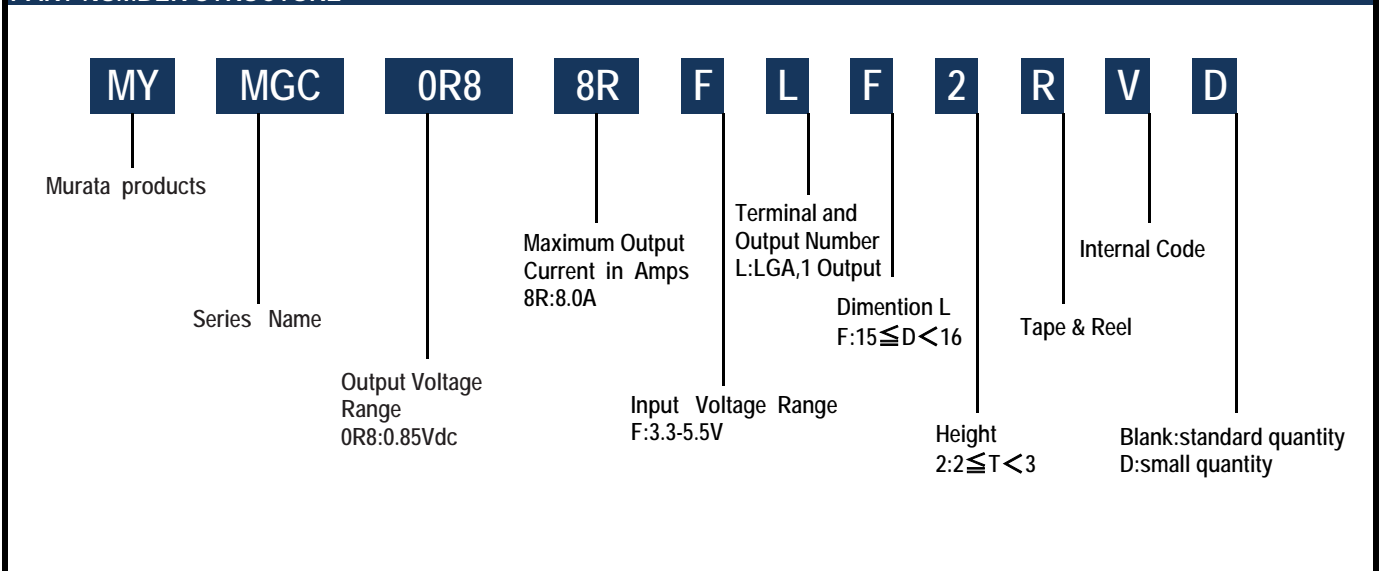 MY MGC 0R8 8R F L F 2 R V D
Murata products
Series Name
Output Voltage
Range
0R8:0.85Vdc
Maximum Output
Current in Amps
8R:8.0A
Input Voltage Range
F:3.3-5.5V
Terminal and
Output Number
L:LGA,1 Output
Dimention L
F:15≦D<16
Height
2:2≦T<3
Tape & Reel
Internal Code
Blank:standard quantity
D:small quantity